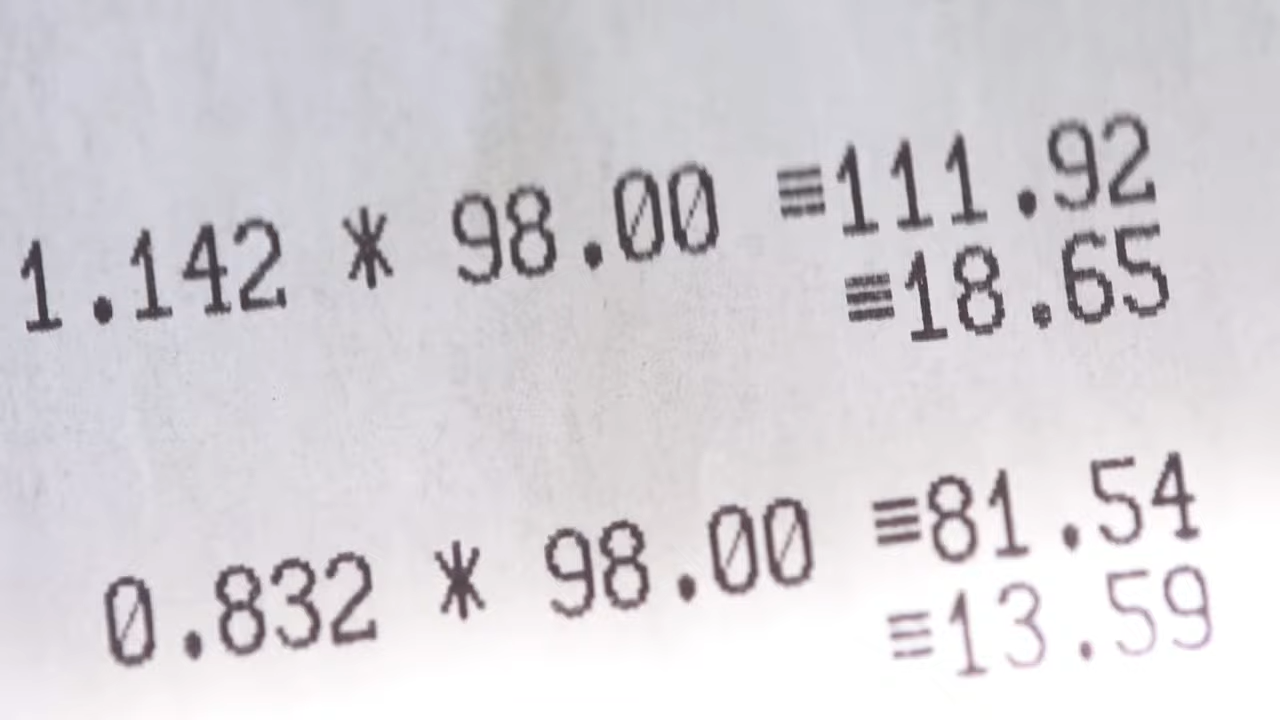 1.142 * 98.00 ≡111.92
≡18.65
0.832 * 98.00 ≡81.54
≡13.59